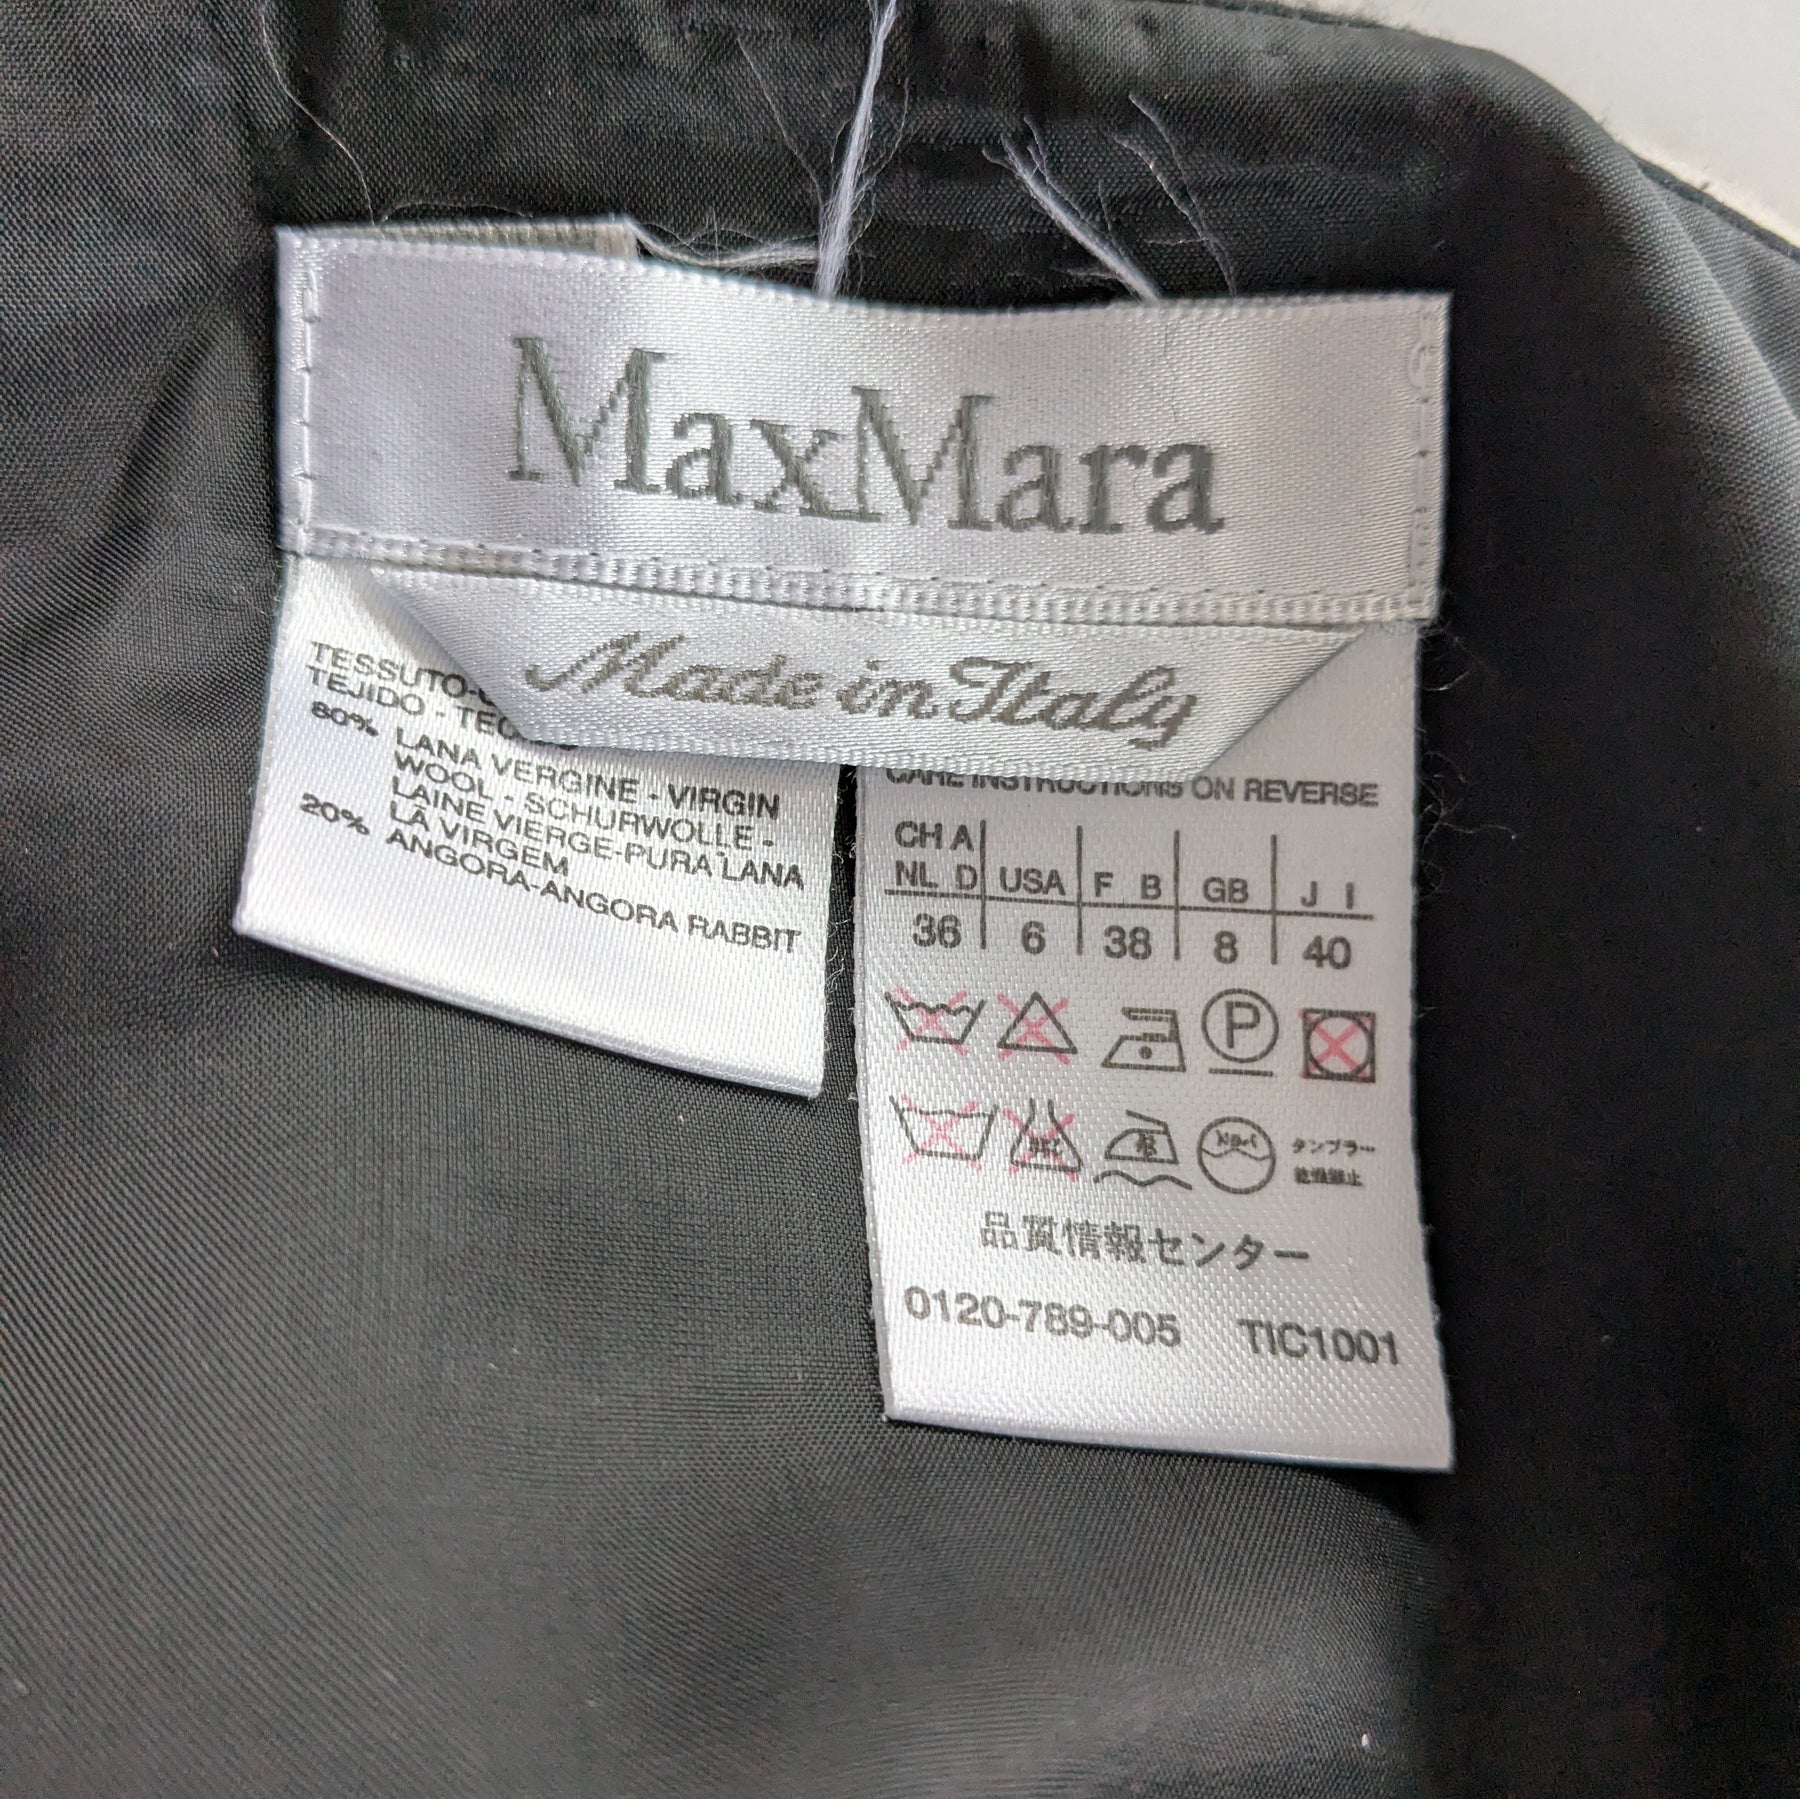 MaxMara
Made in Italy
TESSUTO-
TEJIDO - TEC
80% LANA VERGINE - VIRGIN
WOOL - SCHURWOLLE -
LAINE VIERGE-PURA LANA
20% LA VIRGEM
ANGORA-ANGORA RABBIT
CARE INSTRUCTIONS ON REVERSE
CH A
NL D USA F B GB J I
36 6 38 8 40
P
タンブラー
乾燥禁止
品質情報センター
0120-789-005 TIC1001